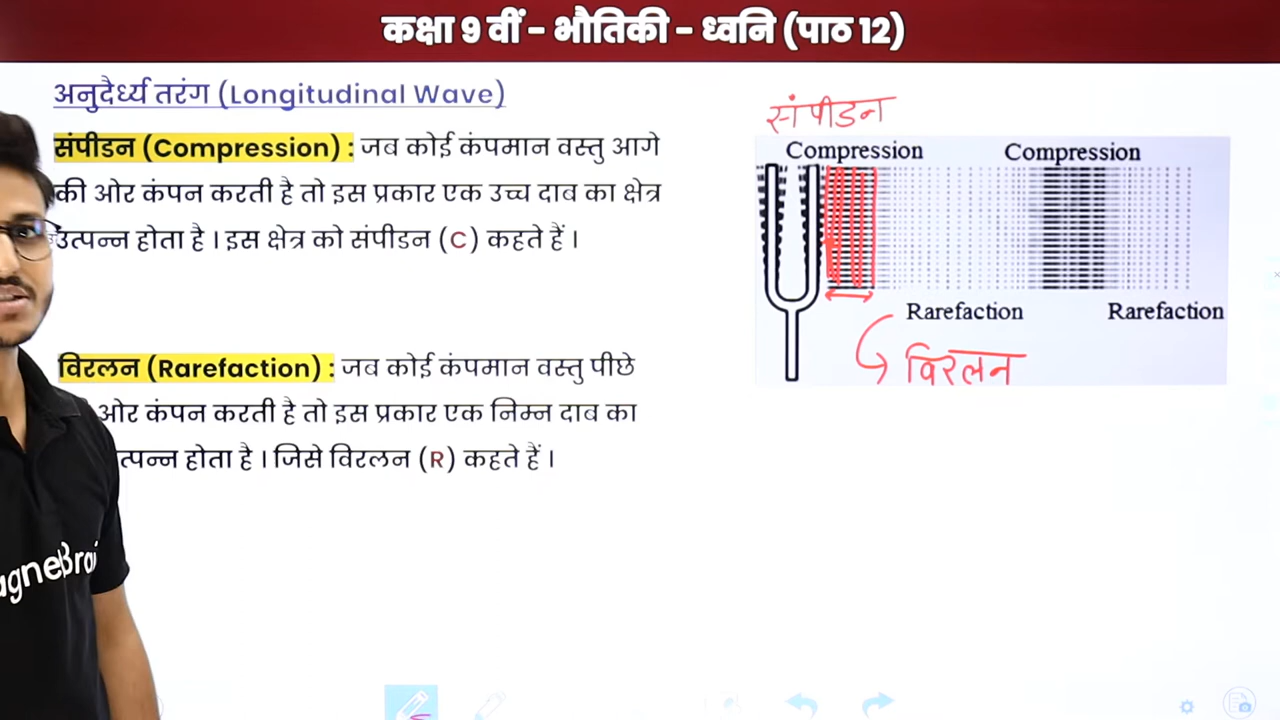 कक्षा 9 वीं - भौतिकी - ध्वनि (पाठ 12)
अनुदैर्ध्य तरंग (Longitudinal Wave)
संपीडन (Compression) : जब कोई कंपमान वस्तु आगे
की ओर कंपन करती है तो इस प्रकार एक उच्च दाब का क्षेत्र
उत्पन्न होता है । इस क्षेत्र को संपीडन (C) कहते हैं ।
विरलन (Rarefaction) : जब कोई कंपमान वस्तु पीछे
ओर कंपन करती है तो इस प्रकार एक निम्न दाब का
त्पन्न होता है । जिसे विरलन (R) कहते हैं ।
संपीडन
Compression Compression
Rarefaction Rarefaction
विरलन
agnetBrai